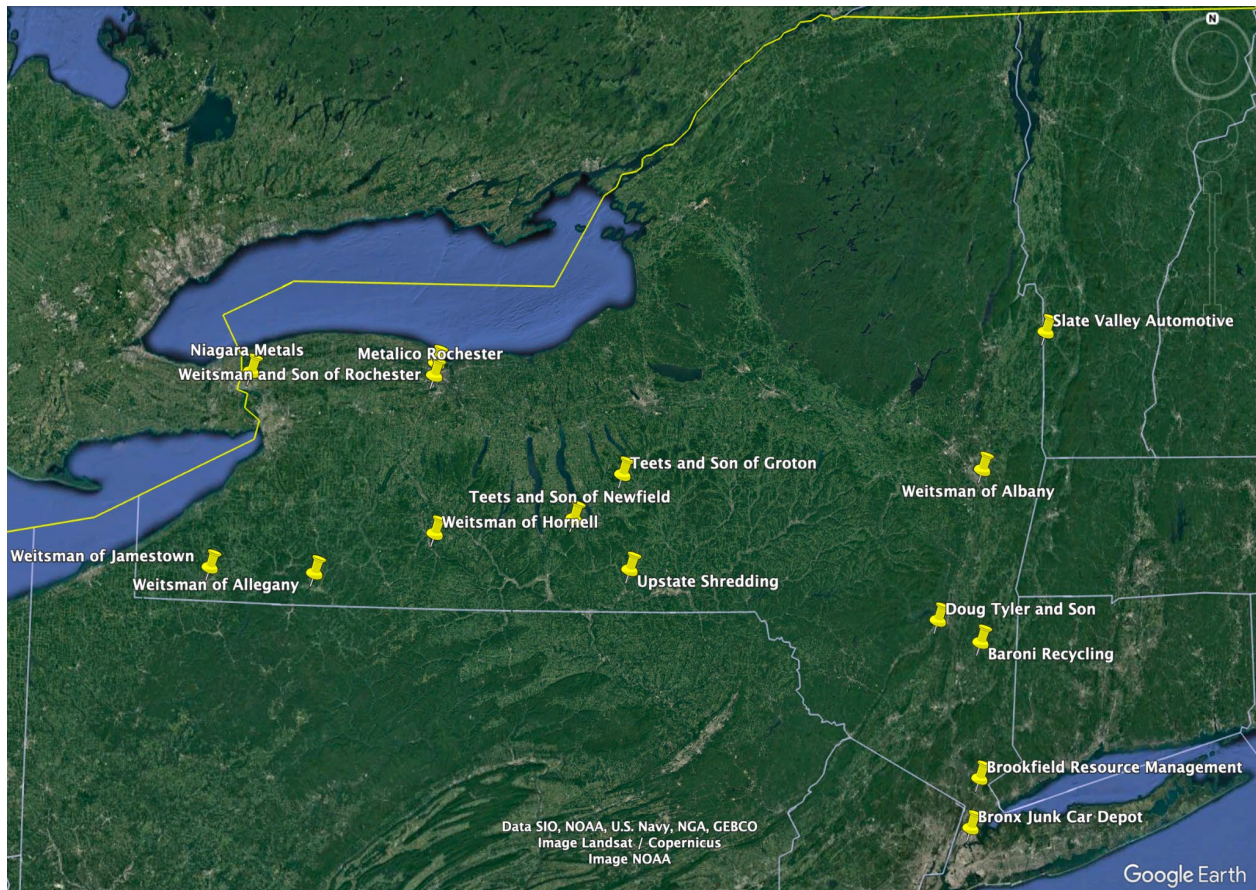 N
Slate Valley Automotive
Niagara Metals
Metalico Rochester
Weitsman and Son of Rochester
Teets and Son of Groton
Weitsman of Albany
Teets and Son of Newfield
Weitsman of Hornell
Weitsman of Jamestown
Weitsman of Allegany
Upstate Shredding
Doug Tyler and Son
Baroni Recycling
Brookfield Resource Management
Bronx Junk Car Depot
Data SIO, NOAA, U.S. Navy, NGA, GEBCO
Image Landsat / Copernicus
Image NOAA
Google Earth